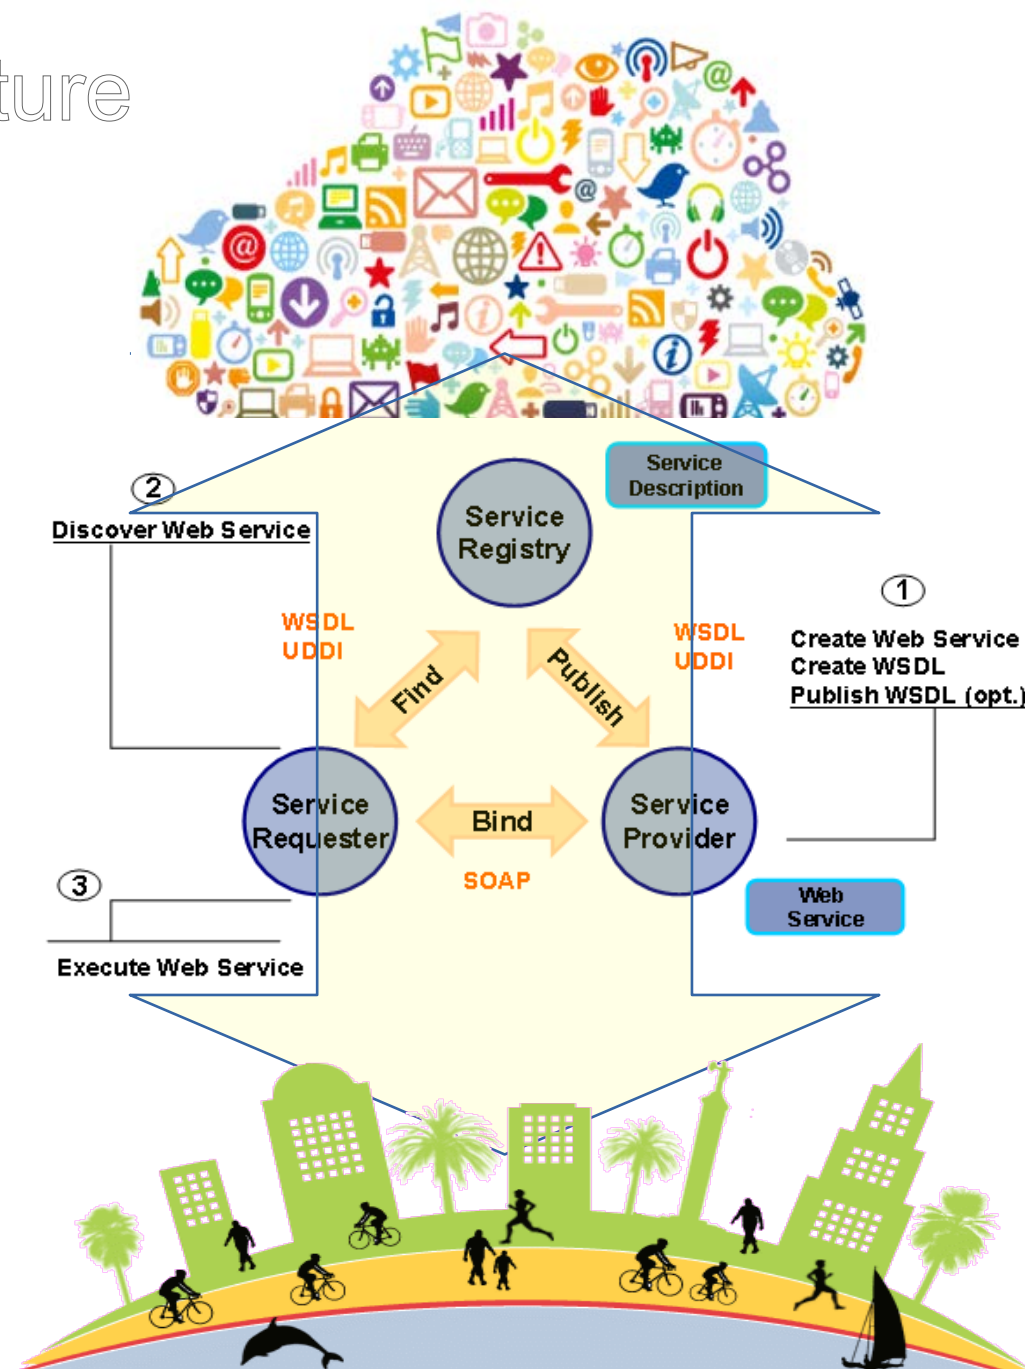 ture
Service
Description
2
Discover Web Service
Service
Registry
1
WSDL
UDDI
WSDL
UDDI
Create Web Service
Create WSDL
Publish WSDL (opt.)
Find
Publish
Service
Requester
Bind
Service
Provider
SOAP
3
Web
Service
Execute Web Service